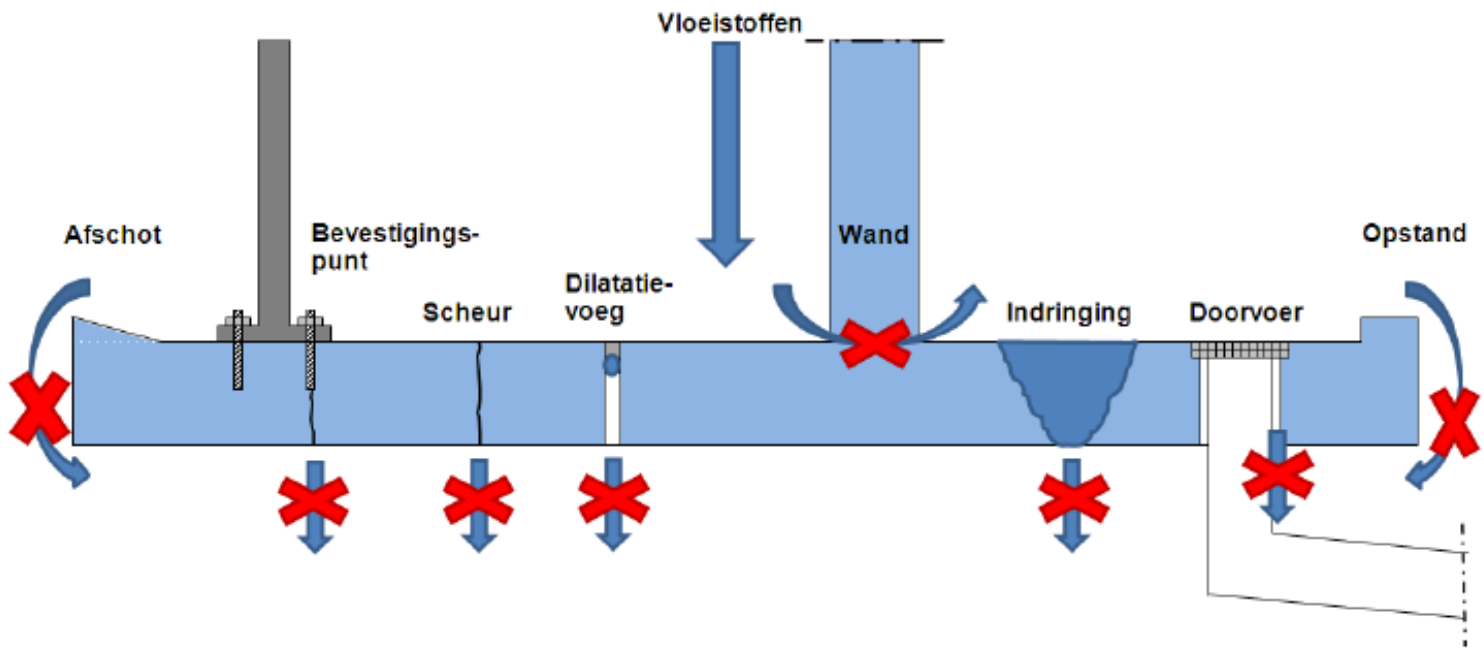 Vloeistoffen
Afschot
Bevestigings-
punt
Scheur
Dilatatie-
voeg
Wand
Indringing
Doorvoer
Opstand